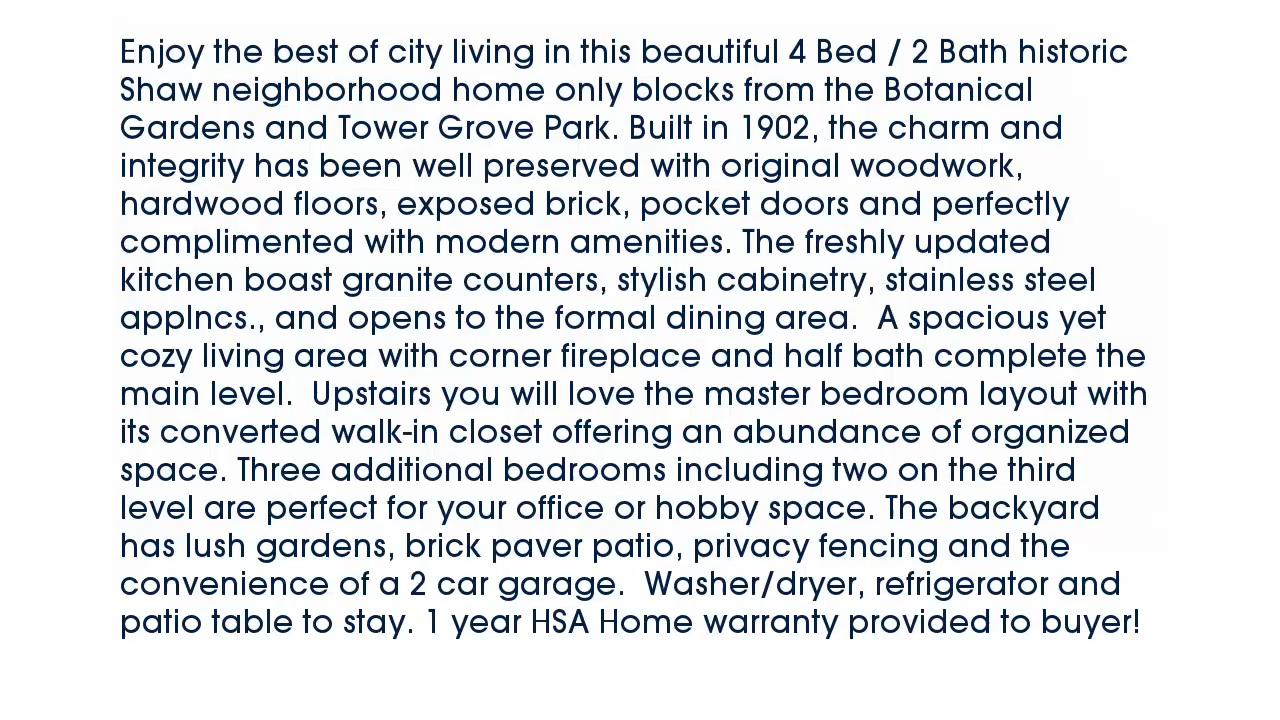 Enjoy the best of city living in this beautiful 4 Bed / 2 Bath historic
Shaw neighborhood home only blocks from the Botanical
Gardens and Tower Grove Park. Built in 1902, the charm and
integrity has been well preserved with original woodwork,
hardwood floors, exposed brick, pocket doors and perfectly
complimented with modern amenities. The freshly updated
kitchen boast granite counters, stylish cabinetry, stainless steel
applncs., and opens to the formal dining area.  A spacious yet
cozy living area with corner fireplace and half bath complete the
main level.  Upstairs you will love the master bedroom layout with
its converted walk-in closet offering an abundance of organized
space. Three additional bedrooms including two on the third
level are perfect for your office or hobby space. The backyard
has lush gardens, brick paver patio, privacy fencing and the
convenience of a 2 car garage.  Washer/dryer, refrigerator and
patio table to stay. 1 year HSA Home warranty provided to buyer!